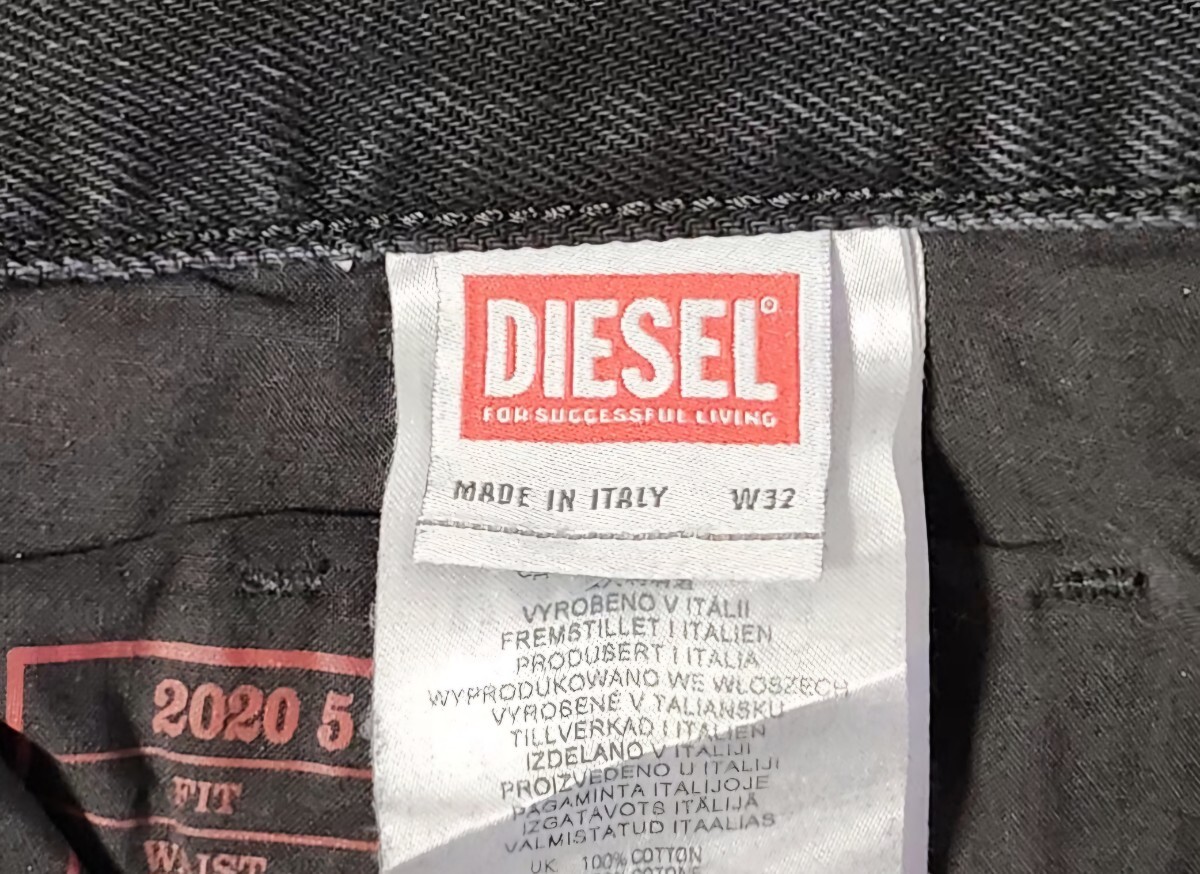 DIESEL
FOR SUCCESSFUL LIVING
MADE IN ITALY W32
VYROBENO V ITÁLII
FREMSTILLET I ITALIEN
PRODUSERT I ITALIA
WYPRODUKOWANO WE WŁOSZECH
VYROBENÉ V TALIANSKU
TILLVERKAD I ITALIEN
IZDELANO V ITALIJI
PROIZVEDENO U ITALIJI
PAGAMINTA ITALIJOJE
IZGATAVOTS ITĀLIJĀ
VALMISTATUD ITAALIAS
UK 100% COTTON
2020 5
FIT
WAIST